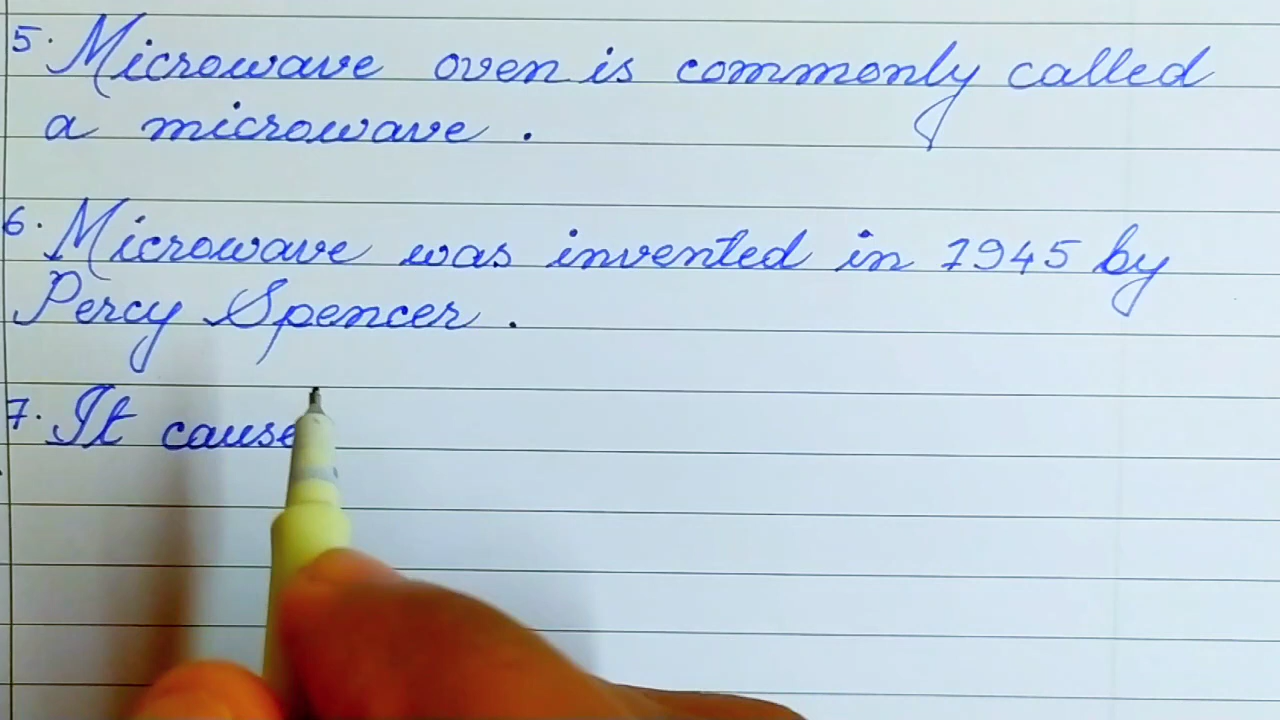 5. Microwave oven is commonly called
a microwave .
6. Microwave was invented in 1945 by
Percy Spencer .
7. It cause